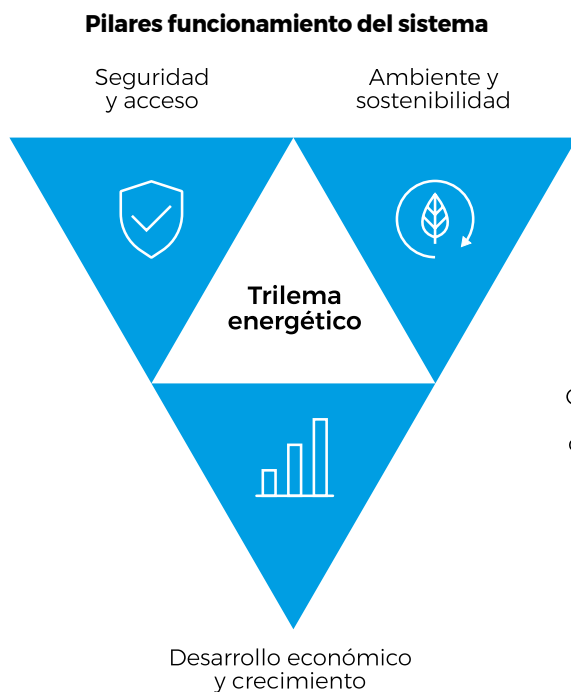 Pilares funcionamiento del sistema
Seguridad
y acceso
Ambiente y
sostenibilidad
Trilema
energético
Desarrollo económico
y crecimiento